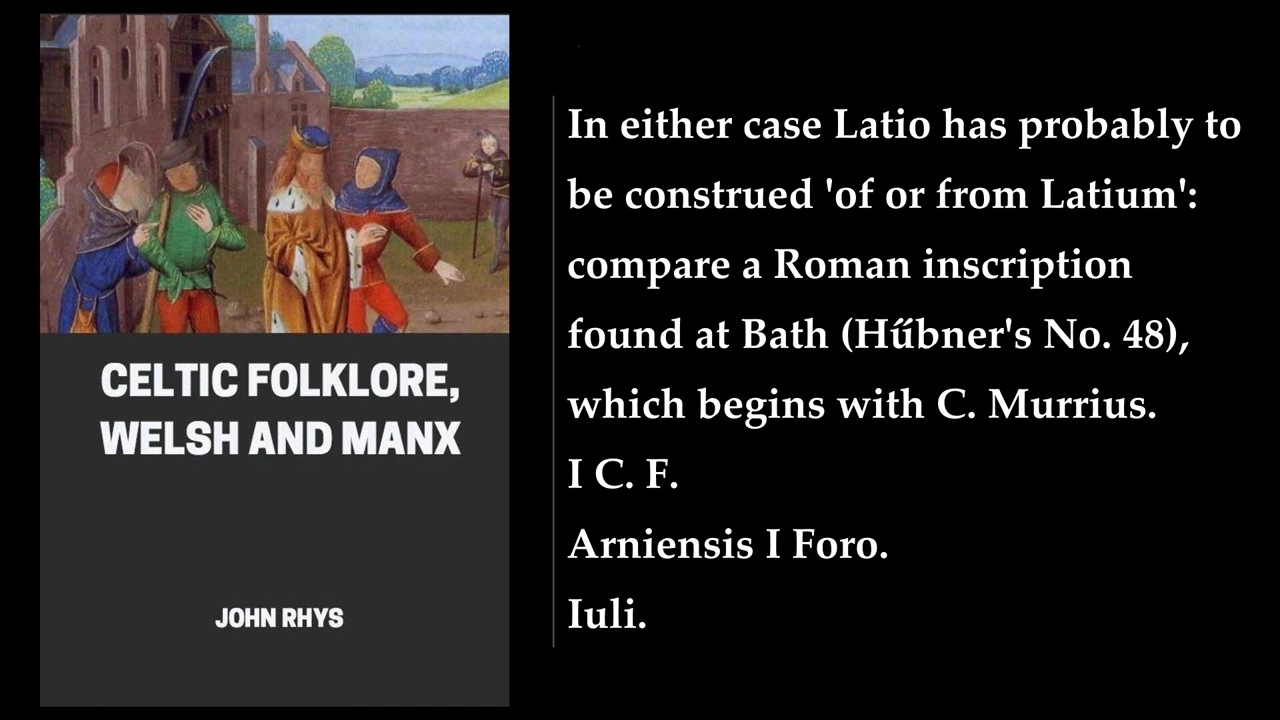 CELTIC FOLKLORE,
WELSH AND MANX
JOHN RHYS
In either case Latio has probably to
be construed 'of or from Latium':
compare a Roman inscription
found at Bath (Hűbner's No. 48),
which begins with C. Murrius.
I C. F.
Arniensis I Foro.
Iuli.